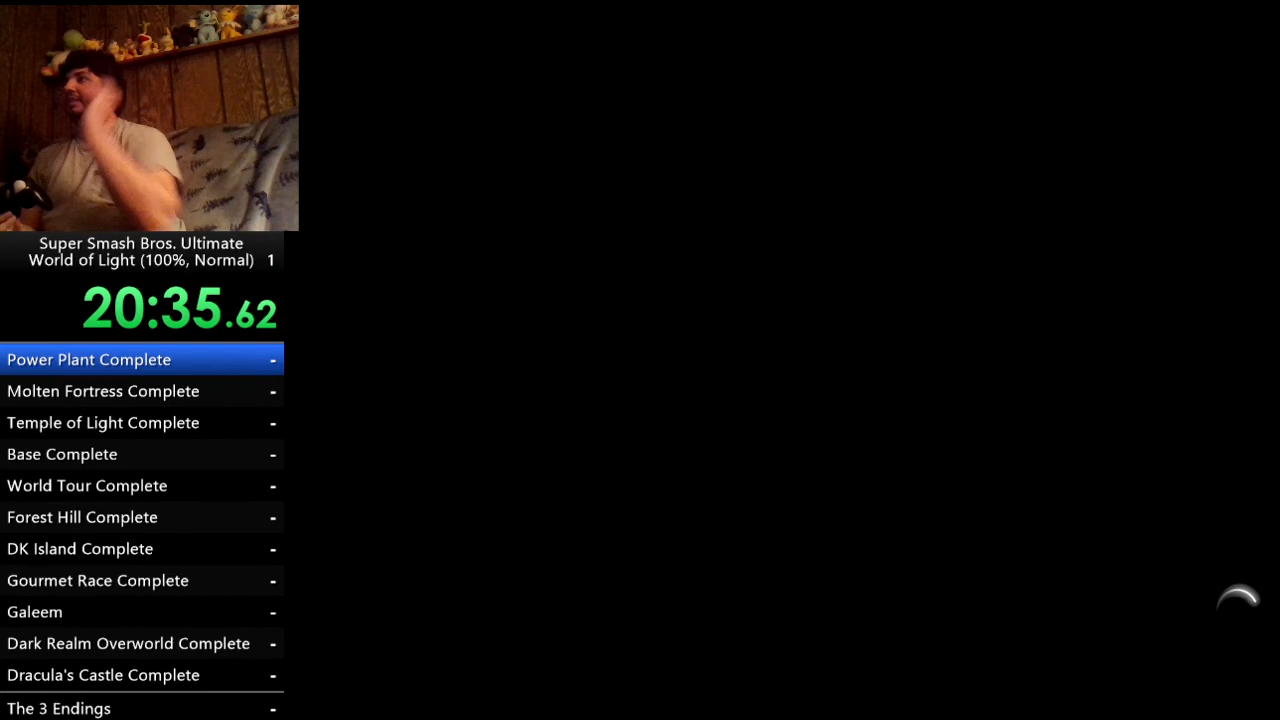 Super Smash Bros. Ultimate
World of Light (100%, Normal) 1
20:35.62
Power Plant Complete -
Molten Fortress Complete -
Temple of Light Complete -
Base Complete -
World Tour Complete -
Forest Hill Complete -
DK Island Complete -
Gourmet Race Complete -
Galeem -
Dark Realm Overworld Complete -
Dracula's Castle Complete -
The 3 Endings -